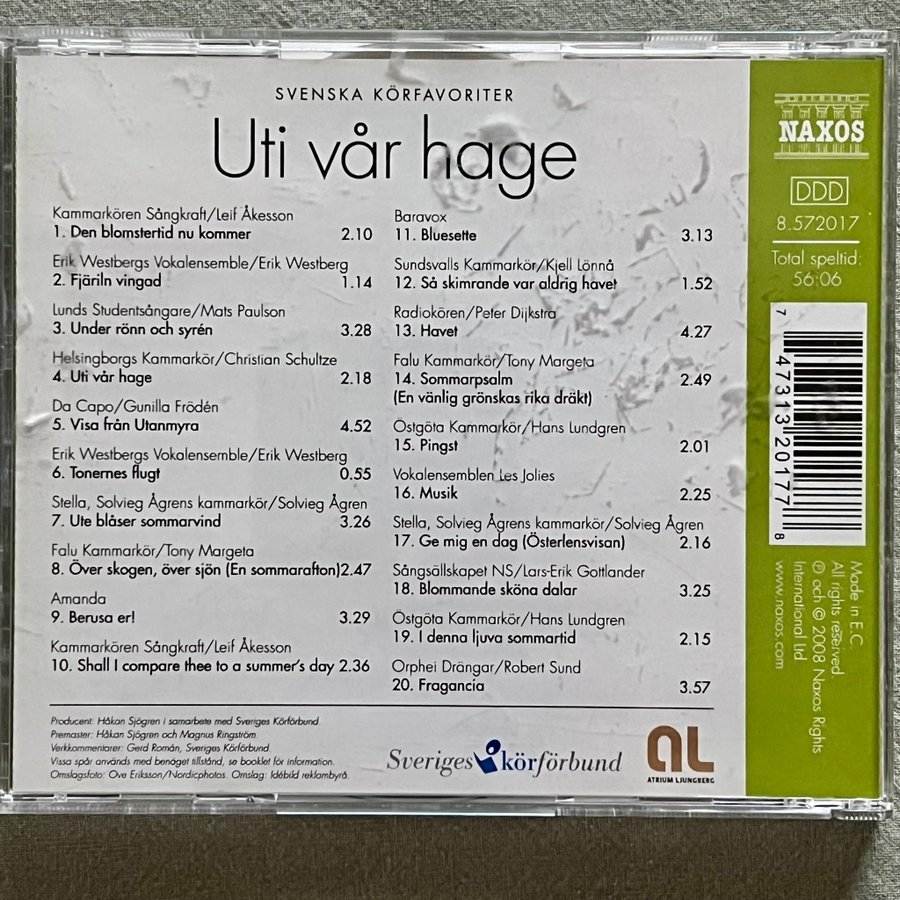 SVENSKA KÖRFAVORITER
Uti vår hage
Kammarkören Sångkraft/Leif Åkesson
1. Den blomstertid nu kommer 2.10
Erik Westbergs Vokalensemble/Erik Westberg
2. Fjäriln vingad 1.14
Lunds Studentsångare/Mats Paulson
3. Under rönn och syrén 3.28
Helsingborgs Kammarkör/Christian Schultze
4. Uti vår hage 2.18
Da Capo/Gunilla Frödén
5. Visa från Utanmyra 4.52
Erik Westbergs Vokalensemble/Erik Westberg
6. Tonernes flugt 0.55
Stella, Solvieg Ågrens kammarkör/Solvieg Ågren
7. Ute blåser sommarvind 3.26
Falu Kammarkör/Tony Margeta
8. Över skogen, över sjön (En sommarafton) 2.47
Amanda
9. Berusa er! 3.29
Kammarkören Sångkraft/Leif Åkesson
10. Shall I compare thee to a summer's day 2.36
Baravox
11. Bluesette 3.13
Sundsvalls Kammarkör/Kjell Lönnå
12. Så skimrande var aldrig havet 1.52
Radiokören/Peter Dijkstra
13. Havet 4.27
Falu Kammarkör/Tony Margeta
14. Sommarpsalm 2.49
(En vänlig grönskas rika dräkt)
Östgöta Kammarkör/Hans Lundgren
15. Pingst 2.01
Vokalensemblen Les Jolies
16. Musik 2.25
Stella, Solvieg Ågrens kammarkör/Solvieg Ågren
17. Ge mig en dag (Österlensvisan) 2.16
Sångsällskapet NS/Lars-Erik Gottlander
18. Blommande sköna dalar 3.25
Östgöta Kammarkör/Hans Lundgren
19. I denna ljuva sommartid 2.15
Orphei Drängar/Robert Sund
20. Fragancia 3.57
Producent: Håkan Sjögren i samarbete med Sveriges Körförbund
Premaster: Håkan Sjögren och Magnus Ringström.
Verkkommentarer: Gerd Román, Sveriges Körförbund.
Vissa spår används med benäget tillstånd, se booklet för information.
Omslagsfoto: Ove Eriksson/Nordicphotos. Omslag: Idébild reklambyrå.
Sveriges körförbund
aL
ATRIUM LJUNGBERG
NAXOS
DDD
8.572017
Total speltid:
56:06
7 47313 20177 8
Made in E.C.
All rights reserved
℗ och © 2008 Naxos Rights
International Ltd
www.naxos.com